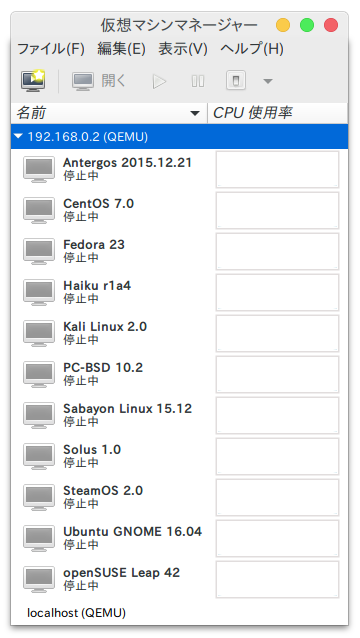 仮想マシンマネージャー
ファイル(F) 編集(E) 表示(V) ヘルプ(H)
開く
名前 CPU 使用率
192.168.0.2 (QEMU)
Antergos 2015.12.21
停止中
CentOS 7.0
停止中
Fedora 23
停止中
Haiku r1a4
停止中
Kali Linux 2.0
停止中
PC-BSD 10.2
停止中
Sabayon Linux 15.12
停止中
Solus 1.0
停止中
SteamOS 2.0
停止中
Ubuntu GNOME 16.04
停止中
openSUSE Leap 42
停止中
localhost (QEMU)